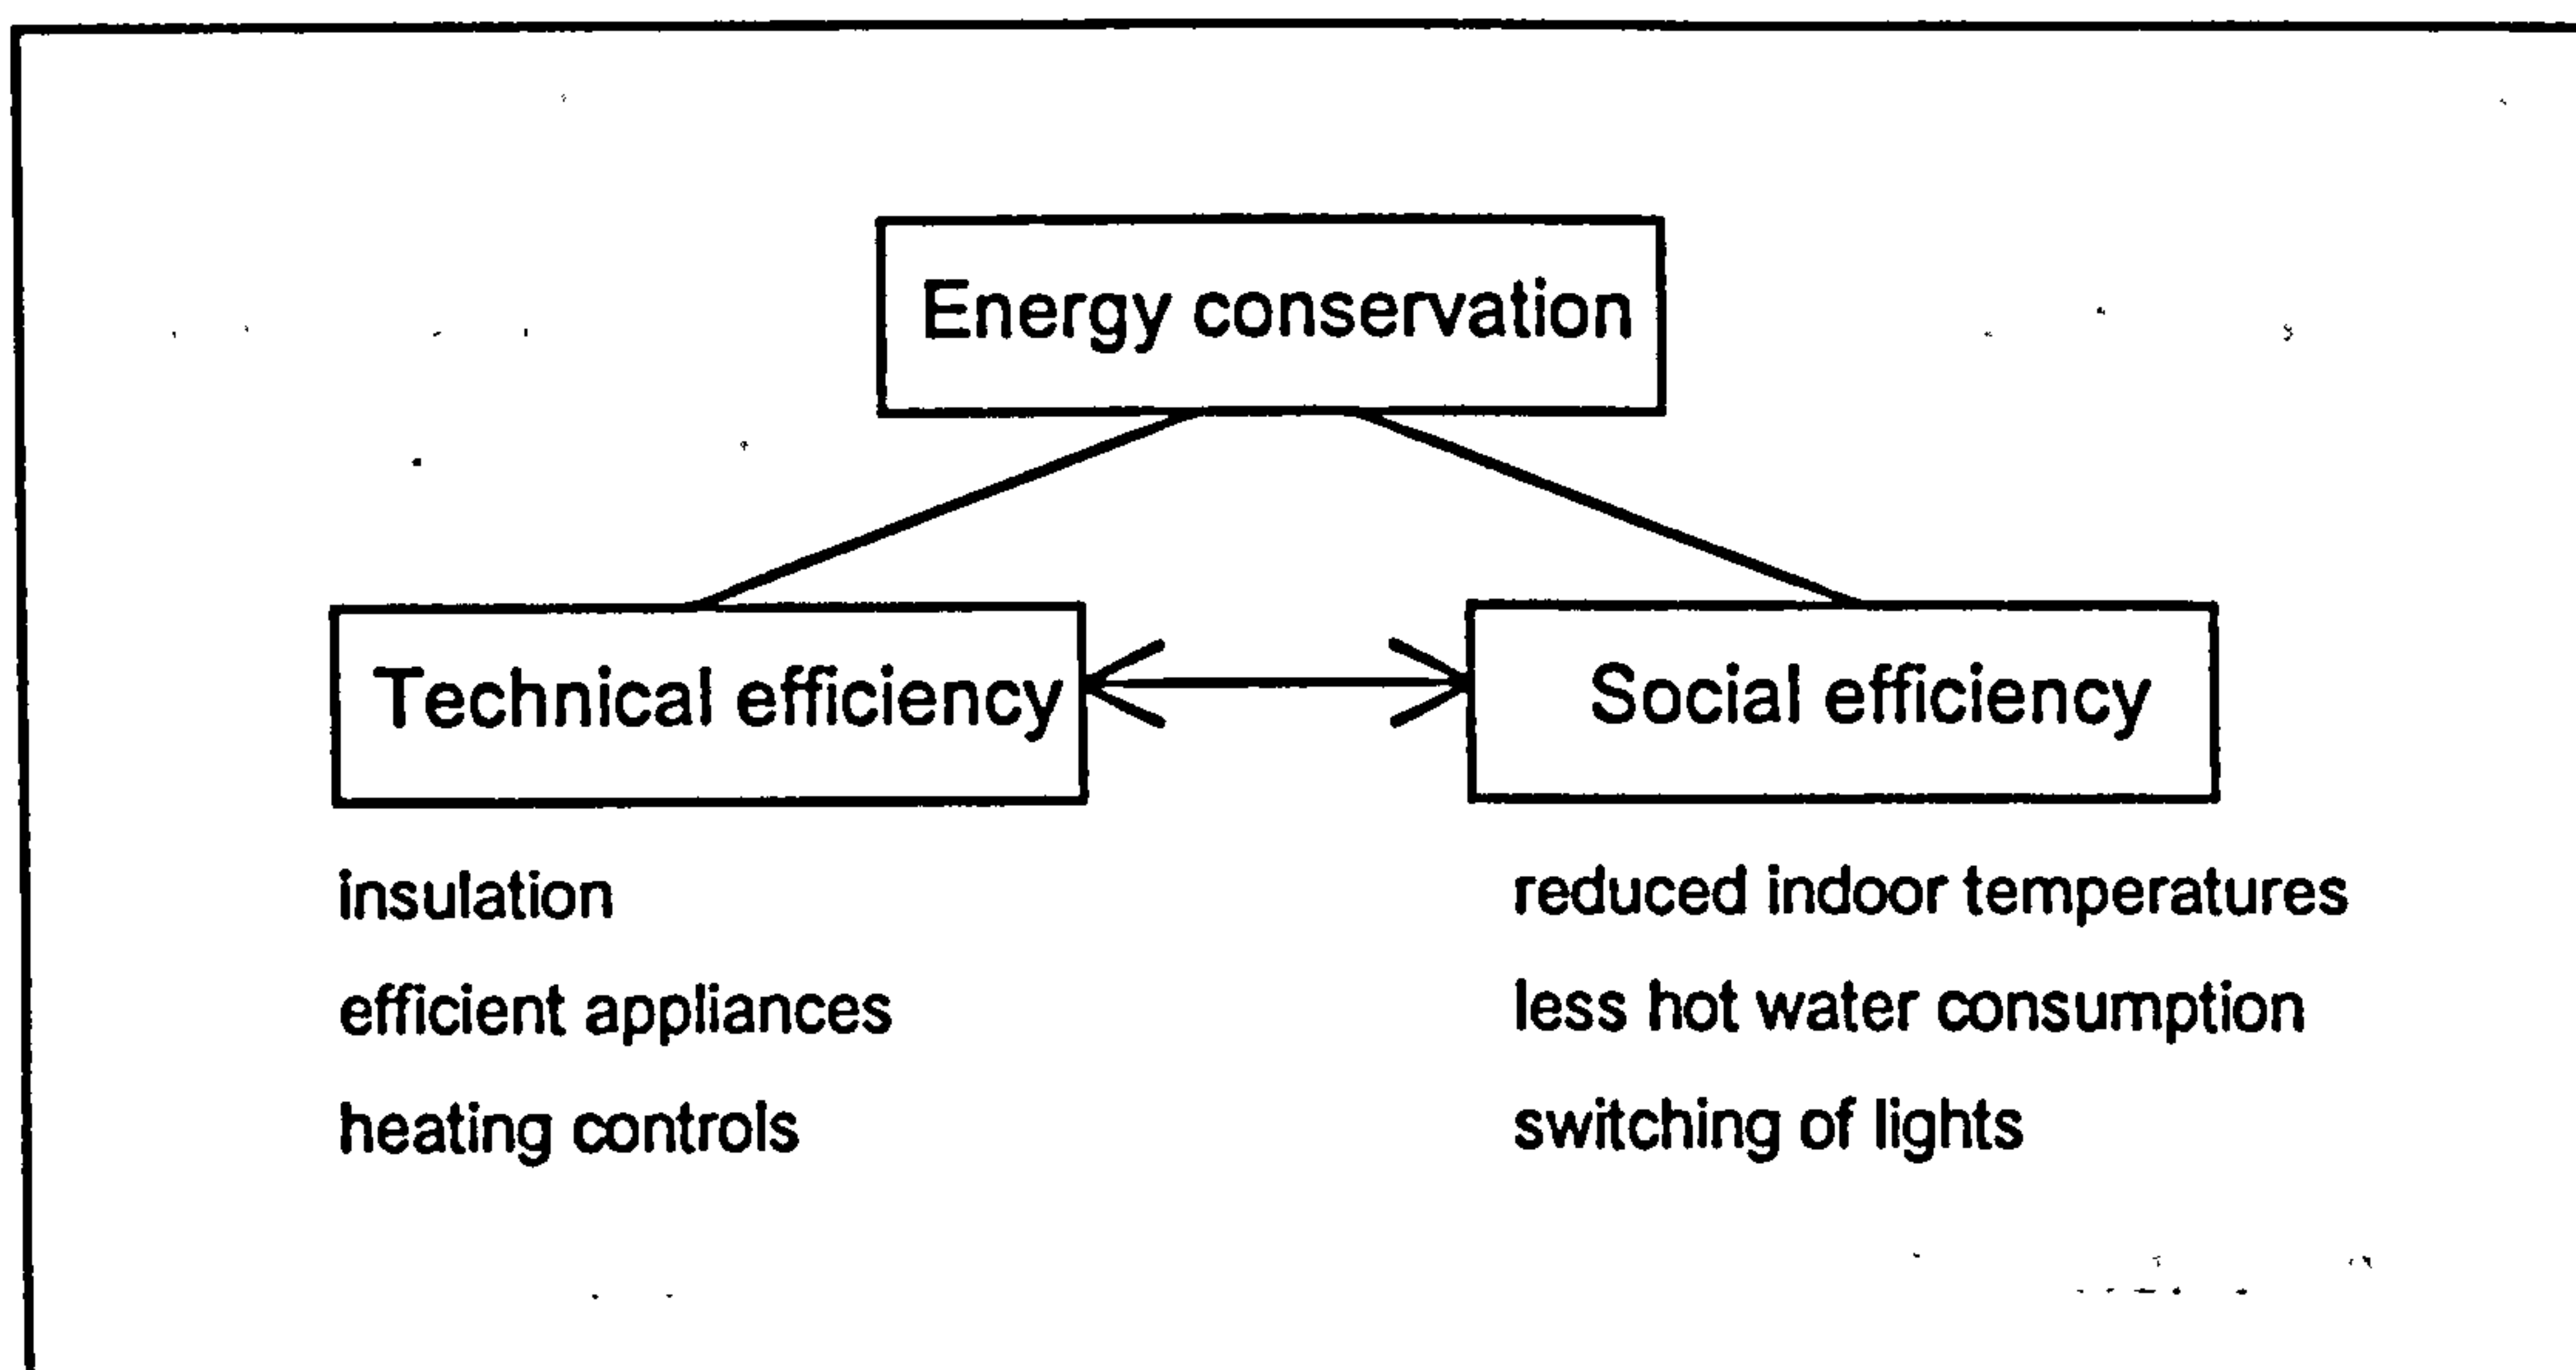 Energy conservation
Technical efficiency
Social efficiency
insulation
efficient appliances
heating controls
reduced indoor temperatures
less hot water consumption
switching of lights